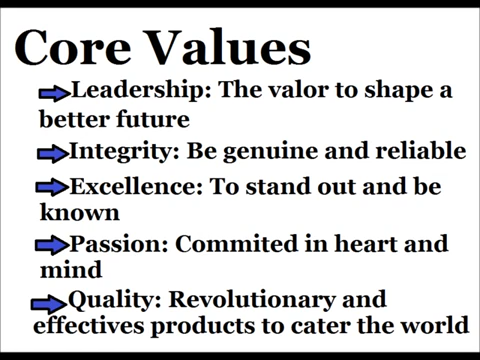 Core Values
Leadership: The valor to shape a
better future
Integrity: Be genuine and reliable
Excellence: To stand out and be
known
Passion: Commited in heart and
mind
Quality: Revolutionary and
effectives products to cater the world